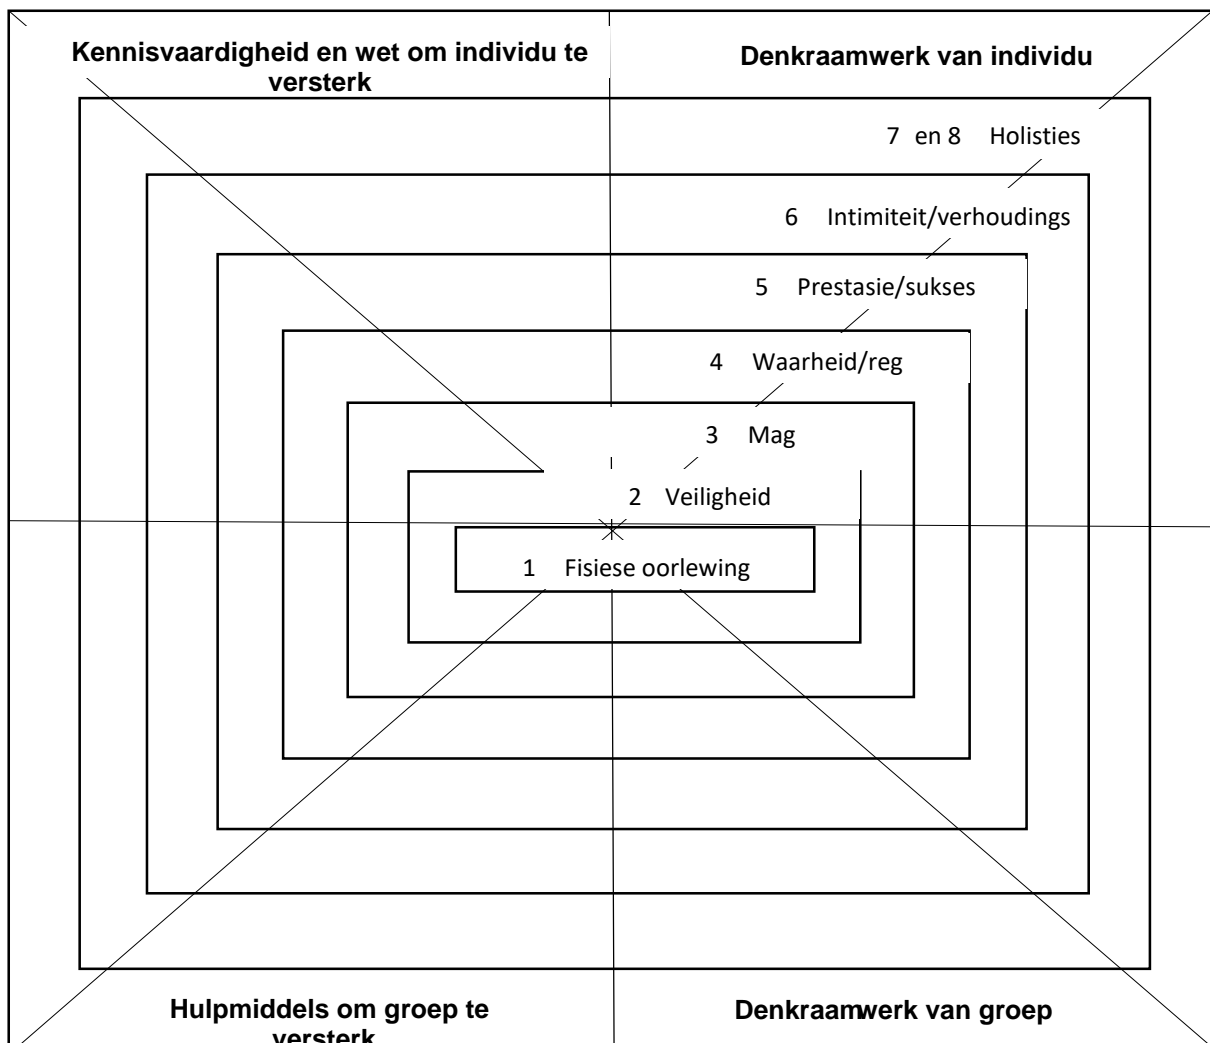 Kennisvaardigheid en wet om individu te
versterk
Denkraamwerk van individu
7 en 8 Holisties
6 Intimiteit/verhoudings
5 Prestasie/sukses
4 Waarheid/reg
3 Mag
2 Veiligheid
1 Fisiese oorlewing
Hulpmiddels om groep te
versterk
Denkraamwerk van groep